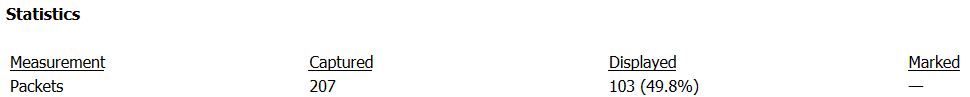 Statistics
Measurement Captured Displayed Marked
Packets 207 103 (49.8%) —